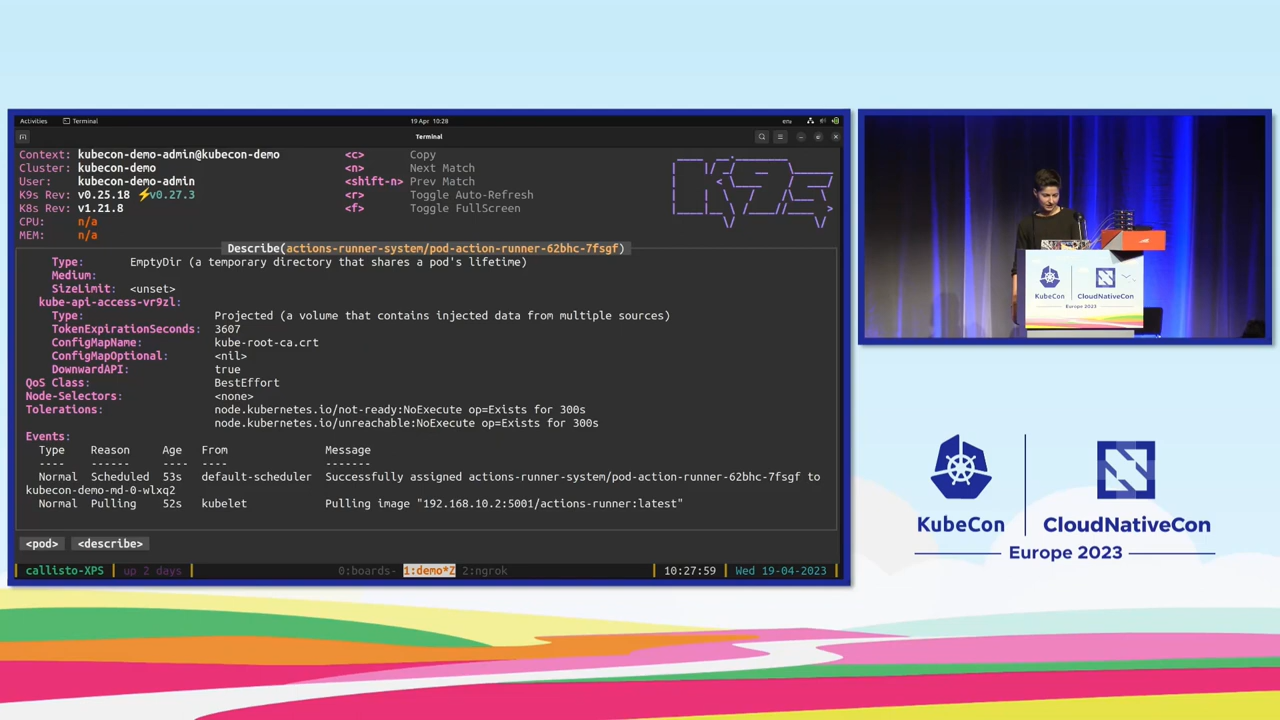 Activities Terminal 19 Apr 10:28 en₂
Terminal
Context: kubecon-demo-admin@kubecon-demo <c> Copy
Cluster: kubecon-demo <n> Next Match
User: kubecon-demo-admin <shift-n> Prev Match
K9s Rev: v0.25.18 ⚡v0.27.3 <r> Toggle Auto-Refresh
K8s Rev: v1.21.8 <f> Toggle FullScreen
CPU: n/a
MEM: n/a
K9s
Describe(actions-runner-system/pod-action-runner-62bhc-7fsgf)
Type: EmptyDir (a temporary directory that shares a pod's lifetime)
Medium:
SizeLimit: <unset>
kube-api-access-vr9zl:
Type: Projected (a volume that contains injected data from multiple sources)
TokenExpirationSeconds: 3607
ConfigMapName: kube-root-ca.crt
ConfigMapOptional: <nil>
DownwardAPI: true
QoS Class: BestEffort
Node-Selectors: <none>
Tolerations: node.kubernetes.io/not-ready:NoExecute op=Exists for 300s
node.kubernetes.io/unreachable:NoExecute op=Exists for 300s
Events:
Type Reason Age From Message
---- ------ ---- ---- -------
Normal Scheduled 53s default-scheduler Successfully assigned actions-runner-system/pod-action-runner-62bhc-7fsgf to
kubecon-demo-md-0-wlxq2
Normal Pulling 52s kubelet Pulling image "192.168.10.2:5001/actions-runner:latest"
<pod> <describe>
callisto-XPS | up 2 days | 0:boards- 1:demo*Z 2:ngrok | 10:27:59 | Wed 19-04-2023
KubeCon CloudNativeCon
Europe 2023
KubeCon CloudNativeCon
Europe 2023